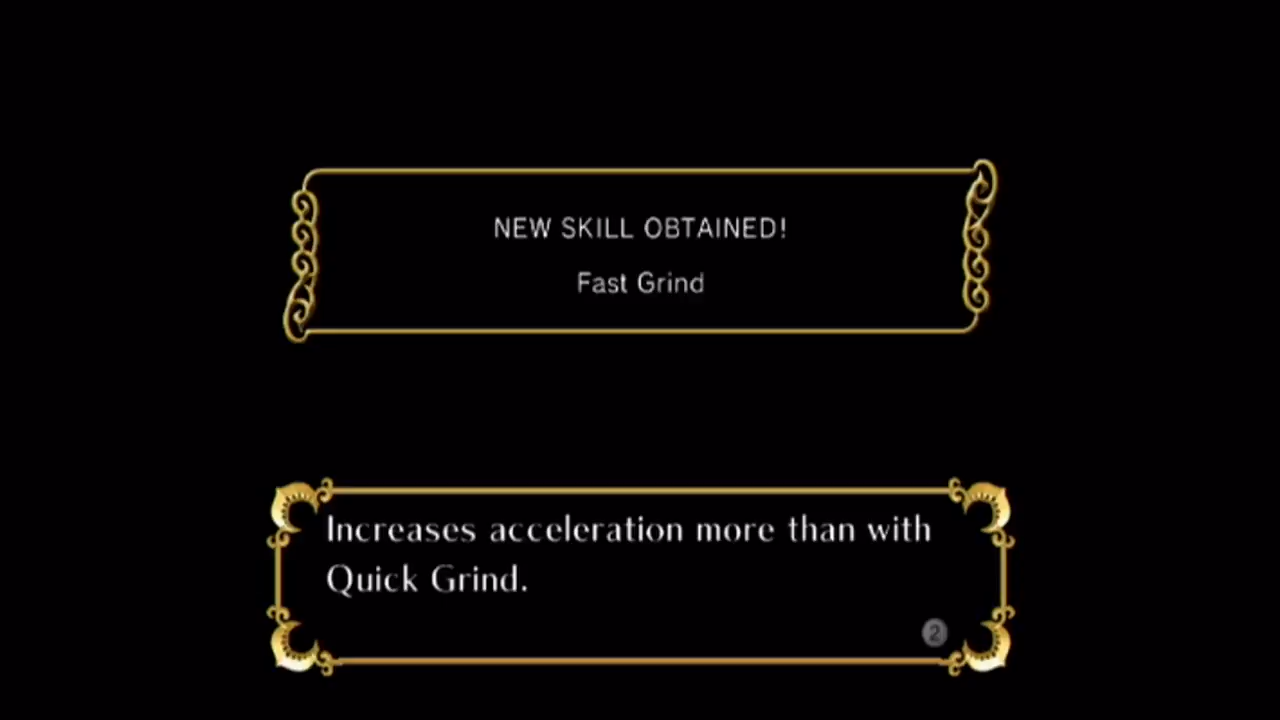 NEW SKILL OBTAINED!
Fast Grind
Increases acceleration more than with
Quick Grind.
2